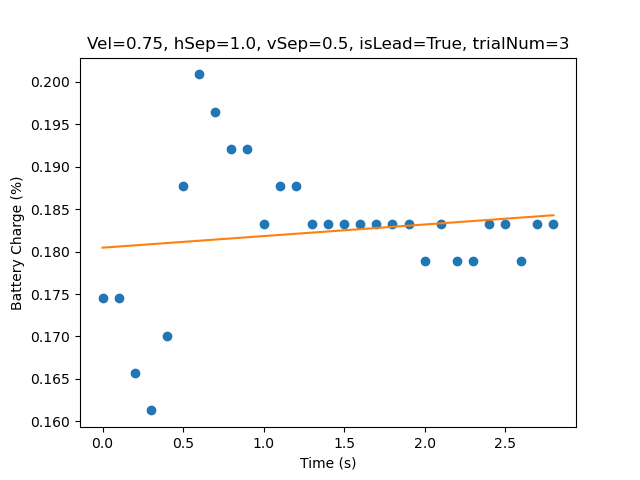 Vel=0.75, hSep=1.0, vSep=0.5, isLead=True, trialNum=3
0.200
0.195
0.190
0.185
0.180
0.175
0.170
0.165
0.160
Battery Charge (%)
0.0 0.5 1.0 1.5 2.0 2.5
Time (s)